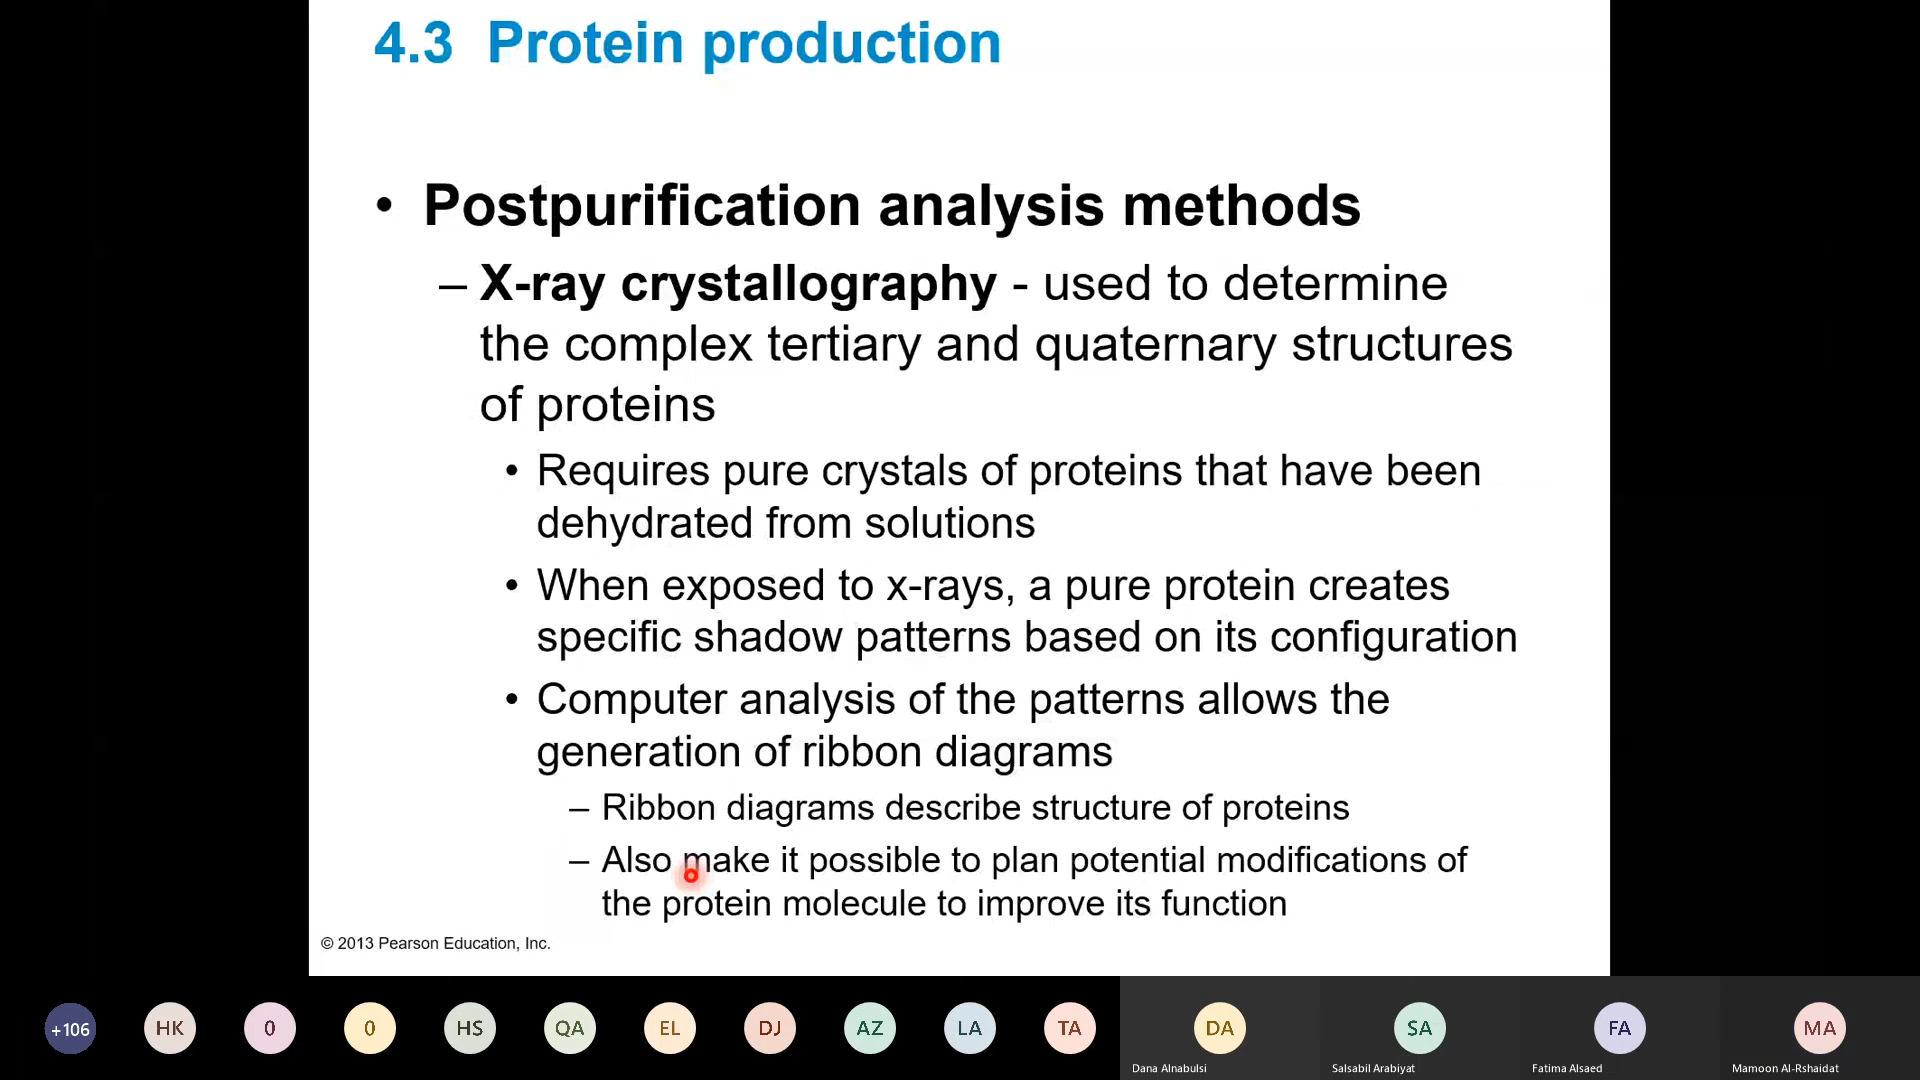 4.3 Protein production
• Postpurification analysis methods
– X-ray crystallography - used to determine
the complex tertiary and quaternary structures
of proteins
• Requires pure crystals of proteins that have been
dehydrated from solutions
• When exposed to x-rays, a pure protein creates
specific shadow patterns based on its configuration
• Computer analysis of the patterns allows the
generation of ribbon diagrams
– Ribbon diagrams describe structure of proteins
– Also make it possible to plan potential modifications of
the protein molecule to improve its function
© 2013 Pearson Education, Inc.
+106 HK 0 0 HS QA EL DJ AZ LA TA DA SA FA MA
Dana Alnabulsi Salsabil Arabiyat Fatima Alsaed Mamoon Al-Rshaidat